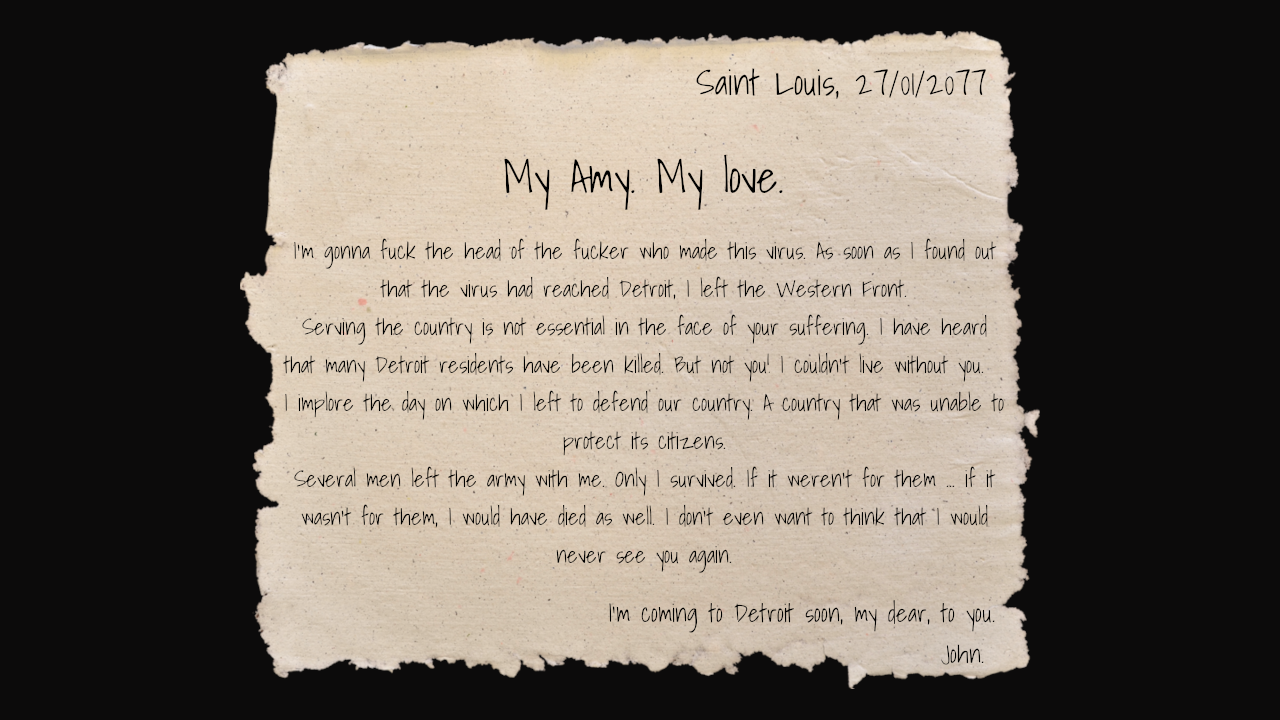 Saint Louis, 27/01/2077
My Amy. My love.
I'm gonna fuck the head of the fucker who made this virus. As soon as I found out
that the virus had reached Detroit, I left the Western Front.
Serving the country is not essential in the face of your suffering. I have heard
that many Detroit residents have been killed. But not you! I couldn't live without you.
I implore the day on which I left to defend our country. A country that was unable to
protect its citizens.
Several men left the army with me. Only I survived. If it weren't for them ... if it
wasn't for them, I would have died as well. I don't even want to think that I would
never see you again.
I'm coming to Detroit soon, my dear, to you.
John.